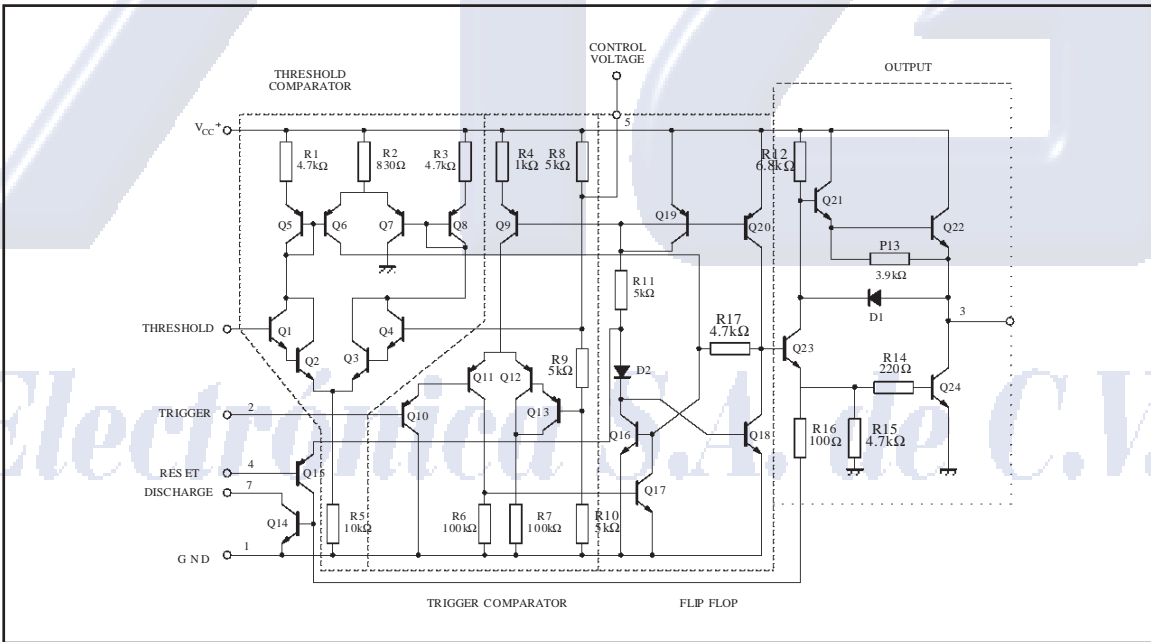 CONTROL
VOLTAGE
THRESHOLD
COMPARATOR
OUTPUT
VCC+
5
R1
4.7kΩ
R2
830Ω
R3
4.7kΩ
R4
1kΩ
R8
5kΩ
R12
6.8kΩ
Q5
Q6
Q7
Q8
Q9
Q19
Q20
Q21
Q22
P13
3.9kΩ
R11
5kΩ
D1
3
THRESHOLD
Q1
Q2
Q3
Q4
R17
4.7kΩ
Q23
R9
5kΩ
D2
Q11
Q12
R14
220Ω
Q24
TRIGGER
2
Q10
Q13
Q16
Q18
R16
100Ω
R15
4.7kΩ
RESET
4
Q15
DISCHARGE
7
Q17
Q14
R5
10kΩ
R6
100kΩ
R7
100kΩ
R10
5kΩ
GND
1
TRIGGER COMPARATOR
FLIP FLOP
Electrónica S.A. de C.V.